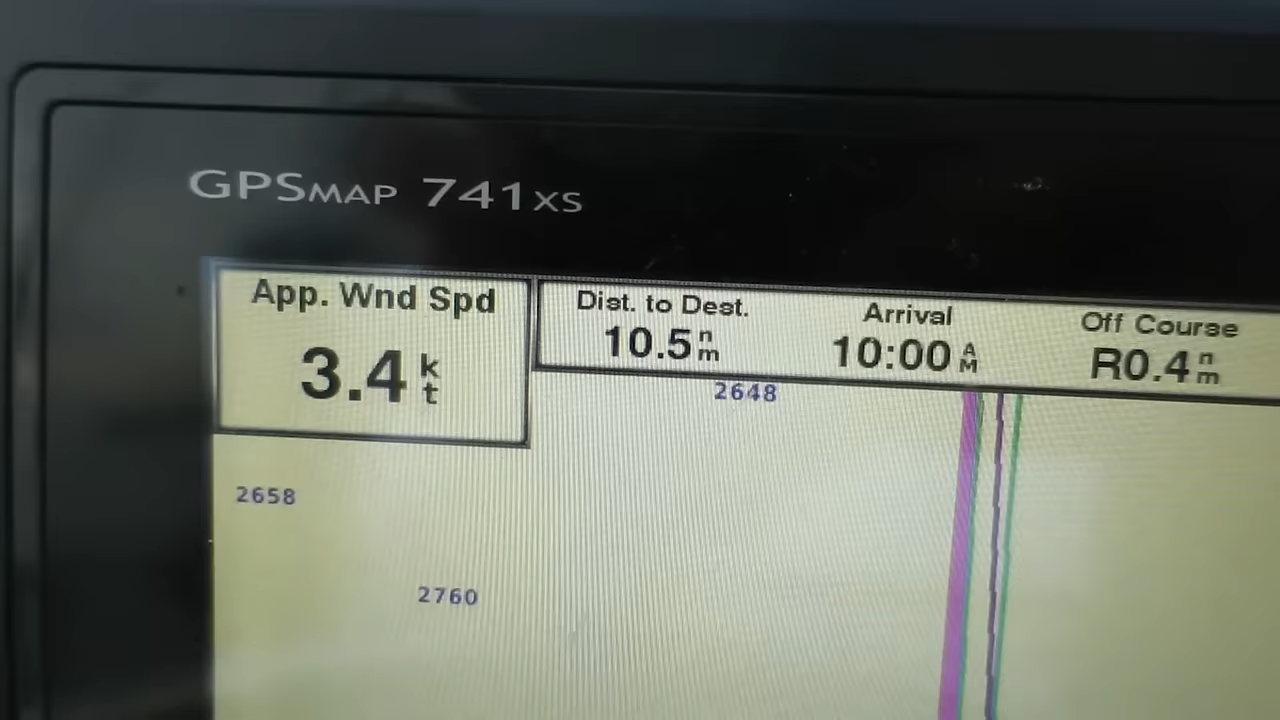 GPSMAP 741XS
App. Wnd Spd
3.4 kt
Dist. to Dest.
10.5 nm
Arrival
10:00 AM
Off Course
R0.4 nm
2648
2658
2760